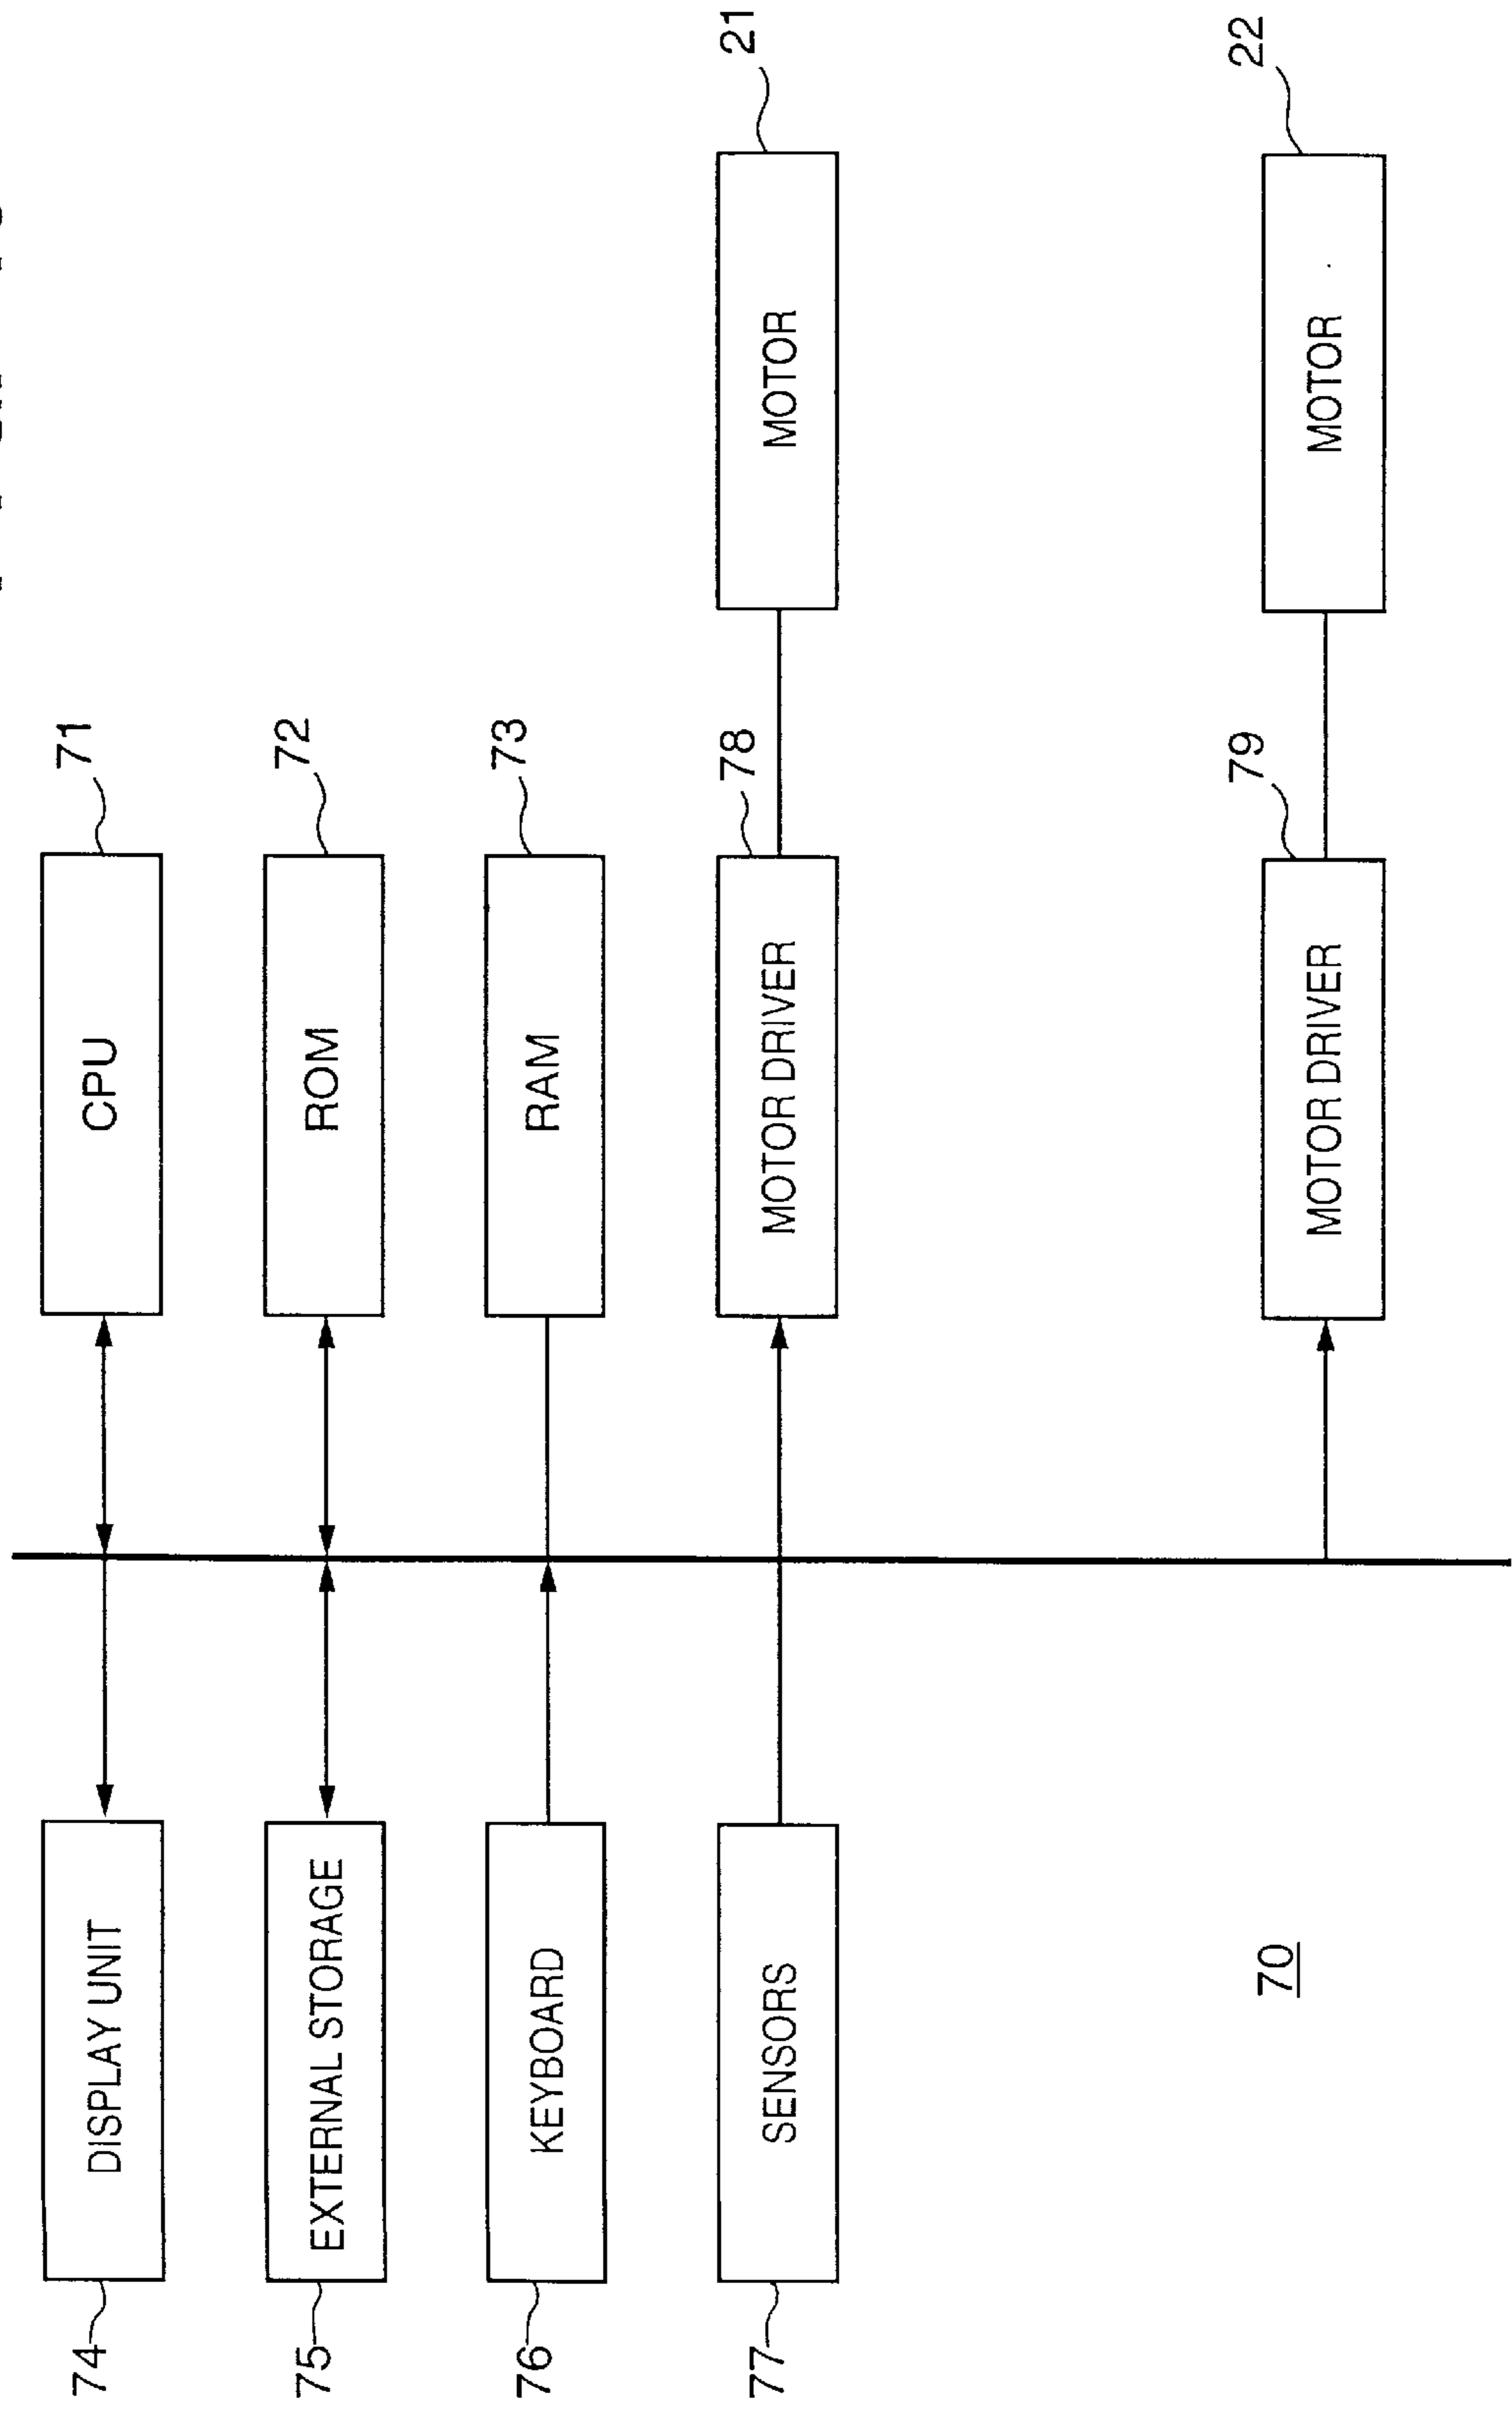 74 DISPLAY UNIT CPU 71
75 EXTERNAL STORAGE ROM 72
76 KEYBOARD RAM 73
77 SENSORS MOTOR DRIVER 78 MOTOR 21
70 MOTOR DRIVER 79 MOTOR 22